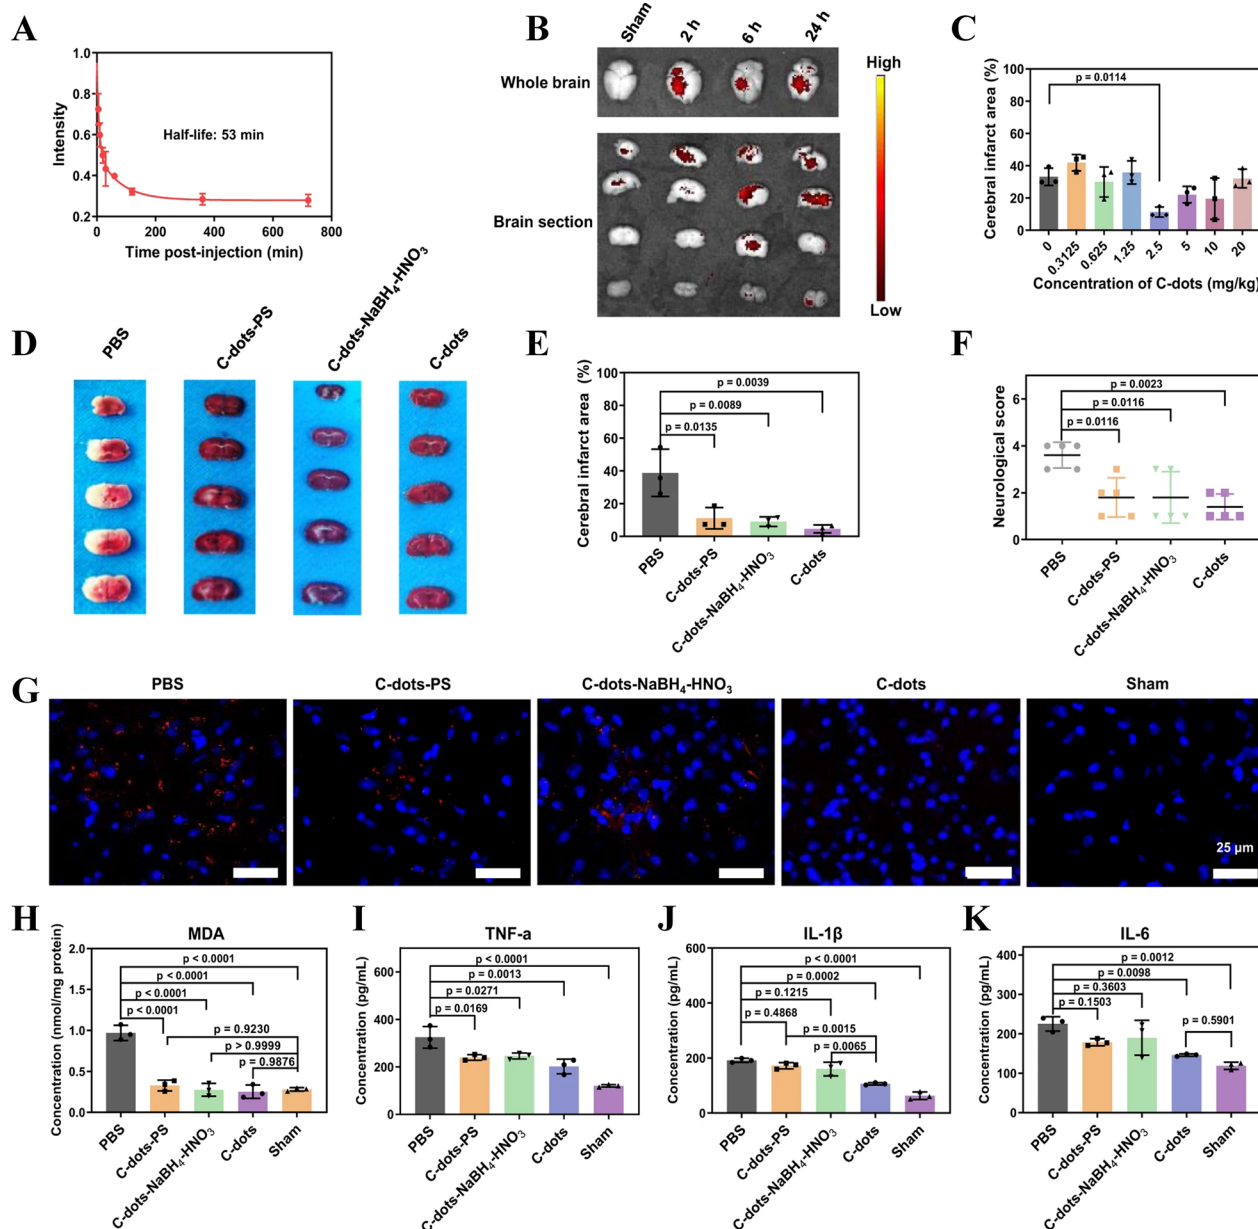 A
1.0
0.8
0.6
0.4
0.2
Intensity
Half-life: 53 min
0
200
400
600
800
Time post-injection (min)
B
Sham
2 h
6 h
24 h
Whole brain
Brain section
High
Low
C
Cerebral infarct area (%)
100
80
60
40
20
0
p = 0.0114
0
0.3125
0.625
1.25
2.5
5
10
20
Concentration of C-dots (mg/kg)
D
PBS
C-dots-PS
C-dots-NaBH₄-HNO₃
C-dots
E
Cerebral infarct area (%)
100
80
60
40
20
0
p = 0.0039
p = 0.0089
p = 0.0135
PBS
C-dots-PS
C-dots-NaBH₄-HNO₃
C-dots
F
Neurological score
6
4
2
0
p = 0.0023
p = 0.0116
p = 0.0116
PBS
C-dots-PS
C-dots-NaBH₄-HNO₃
C-dots
G
PBS
C-dots-PS
C-dots-NaBH₄-HNO₃
C-dots
Sham
25 µm
H
MDA
Concentration (nmol/mg protein)
2.0
1.5
1.0
0.5
0.0
p < 0.0001
p < 0.0001
p < 0.0001
p < 0.0001
p = 0.9230
p > 0.9999
p = 0.9876
PBS
C-dots-PS
C-dots-NaBH₄-HNO₃
C-dots
Sham
I
TNF-a
Concentration (pg/mL)
600
400
200
0
p < 0.0001
p = 0.0013
p = 0.0271
p = 0.0169
PBS
C-dots-PS
C-dots-NaBH₄-HNO₃
C-dots
Sham
J
IL-1β
Concentration (pg/mL)
600
400
200
0
p < 0.0001
p = 0.0002
p = 0.1215
p = 0.4868
p = 0.0015
p = 0.0065
PBS
C-dots-PS
C-dots-NaBH₄-HNO₃
C-dots
Sham
K
IL-6
Concentration (pg/mL)
400
300
200
100
0
p = 0.0012
p = 0.0098
p = 0.3603
p = 0.1503
p = 0.5901
PBS
C-dots-PS
C-dots-NaBH₄-HNO₃
C-dots
Sham